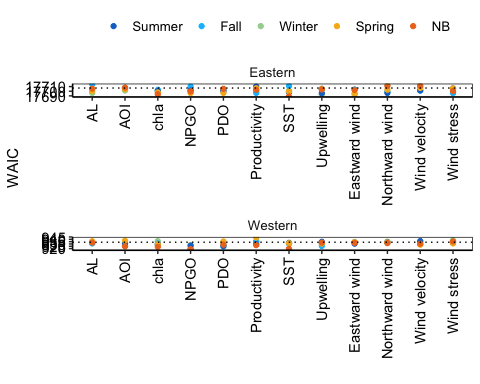 Summer Fall Winter Spring NB
Eastern
17710
17690
AL AOI chla NPGO PDO Productivity SST Upwelling Eastward wind Northward wind Wind velocity Wind stress
WAIC
Western
945
920
AL AOI chla NPGO PDO Productivity SST Upwelling Eastward wind Northward wind Wind velocity Wind stress